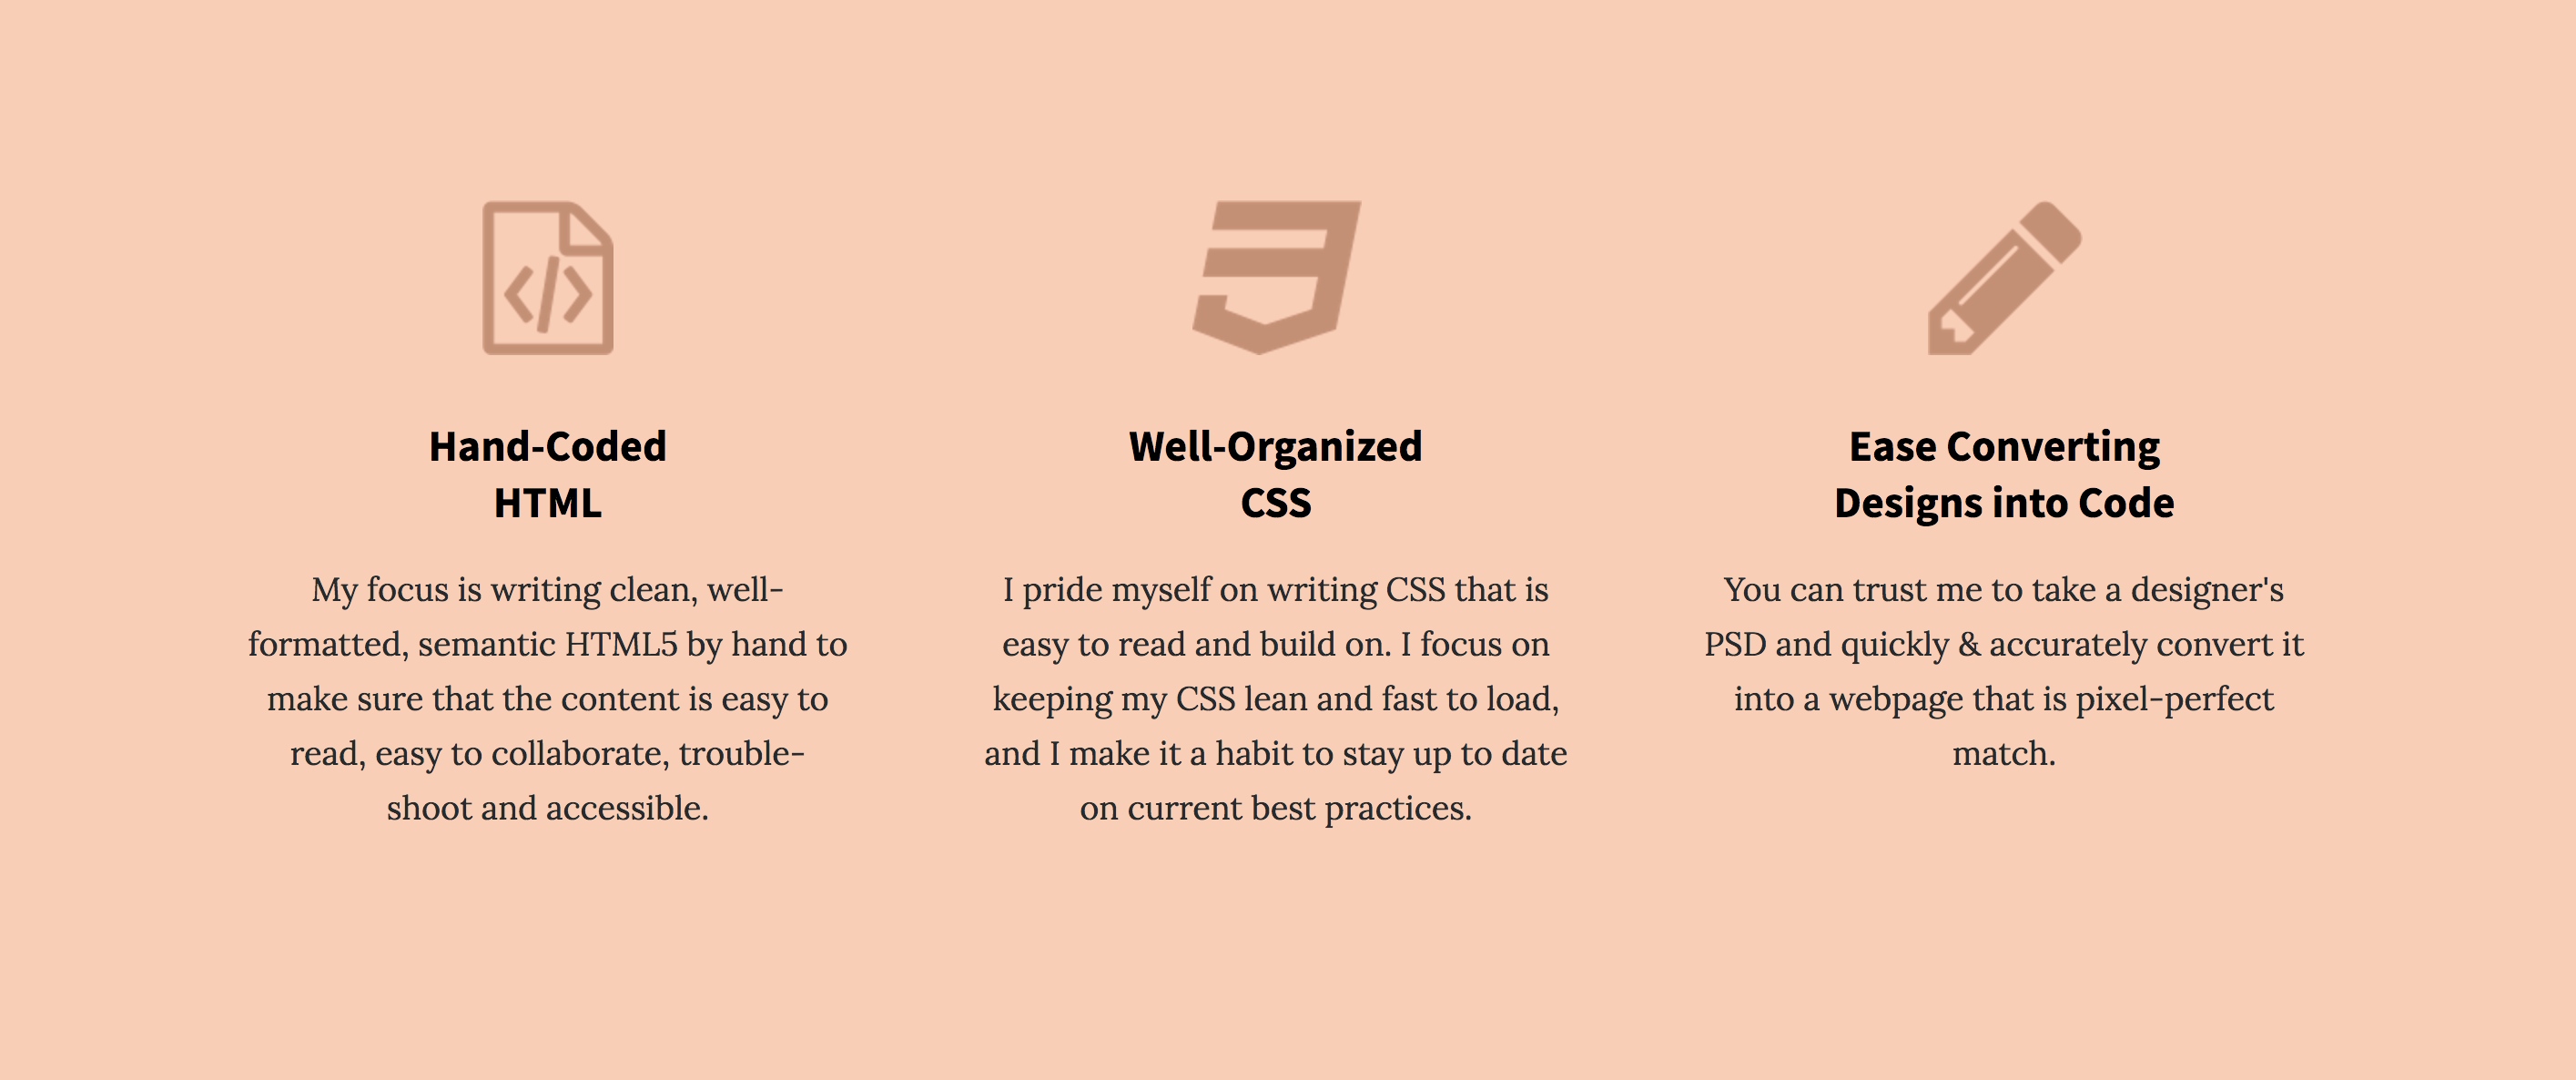 Hand-Coded
HTML
My focus is writing clean, well-
formatted, semantic HTML5 by hand to
make sure that the content is easy to
read, easy to collaborate, trouble-
shoot and accessible.
Well-Organized
CSS
I pride myself on writing CSS that is
easy to read and build on. I focus on
keeping my CSS lean and fast to load,
and I make it a habit to stay up to date
on current best practices.
Ease Converting
Designs into Code
You can trust me to take a designer's
PSD and quickly & accurately convert it
into a webpage that is pixel-perfect
match.